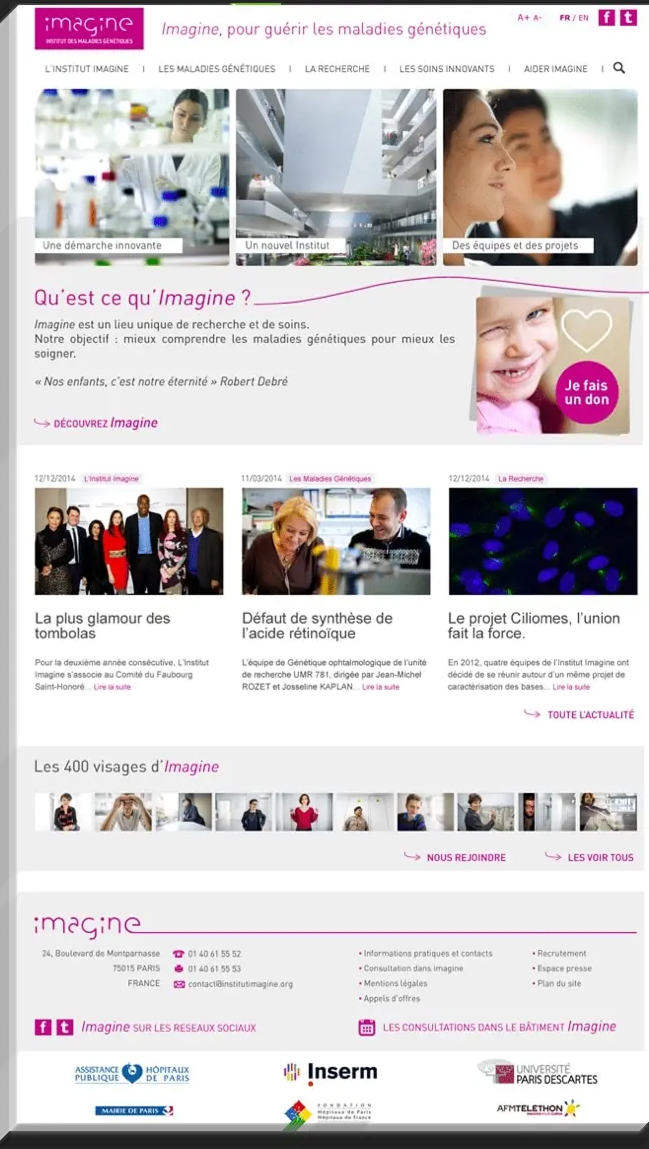 imagine
INSTITUT DES MALADIES GÉNÉTIQUES
Imagine, pour guérir les maladies génétiques
A+ A-
FR / EN
f t
L'INSTITUT IMAGINE | LES MALADIES GÉNÉTIQUES | LA RECHERCHE | LES SOINS INNOVANTS | AIDER IMAGINE |
Une démarche innovante
Un nouvel Institut
Des équipes et des projets
Qu'est ce qu'Imagine ?
Imagine est un lieu unique de recherche et de soins.
Notre objectif : mieux comprendre les maladies génétiques pour mieux les
soigner.
« Nos enfants, c'est notre éternité » Robert Debré
DÉCOUVREZ Imagine
Je fais
un don
12/12/2014 L'Institut Imagine
La plus glamour des
tombolas
Pour la deuxième année consécutive, L'Institut
Imagine s'associe au Comité du Faubourg
Saint-Honoré... Lire la suite
11/03/2014 Les Maladies Génétiques
Défaut de synthèse de
l'acide rétinoïque
L'équipe de Génétique ophtalmologique de l'unité
de recherche UMR 781, dirigée par Jean-Michel
ROZET et Josseline KAPLAN... Lire la suite
12/12/2014 La Recherche
Le projet Ciliomes, l'union
fait la force.
En 2012, quatre équipes de l'Institut Imagine ont
décidé de se réunir autour d'un même projet de
caractérisation des bases... Lire la suite
TOUTE L'ACTUALITÉ
Les 400 visages d'Imagine
NOUS REJOINDRE
LES VOIR TOUS
imagine
24, Boulevard de Montparnasse
75015 PARIS
FRANCE
01 40 61 55 52
01 40 61 55 53
contact@institutimagine.org
• Informations pratiques et contacts
• Consultation dans imagine
• Mentions légales
• Appels d'offres
• Recrutement
• Espace presse
• Plan du site
f t Imagine SUR LES RESEAUX SOCIAUX
LES CONSULTATIONS DANS LE BÂTIMENT Imagine
ASSISTANCE HÔPITAUX
PUBLIQUE DE PARIS
Inserm
UNIVERSITÉ
PARIS DESCARTES
MAIRIE DE PARIS
FONDATION
Hôpitaux de Paris
Hôpitaux de France
AFMTELETHON